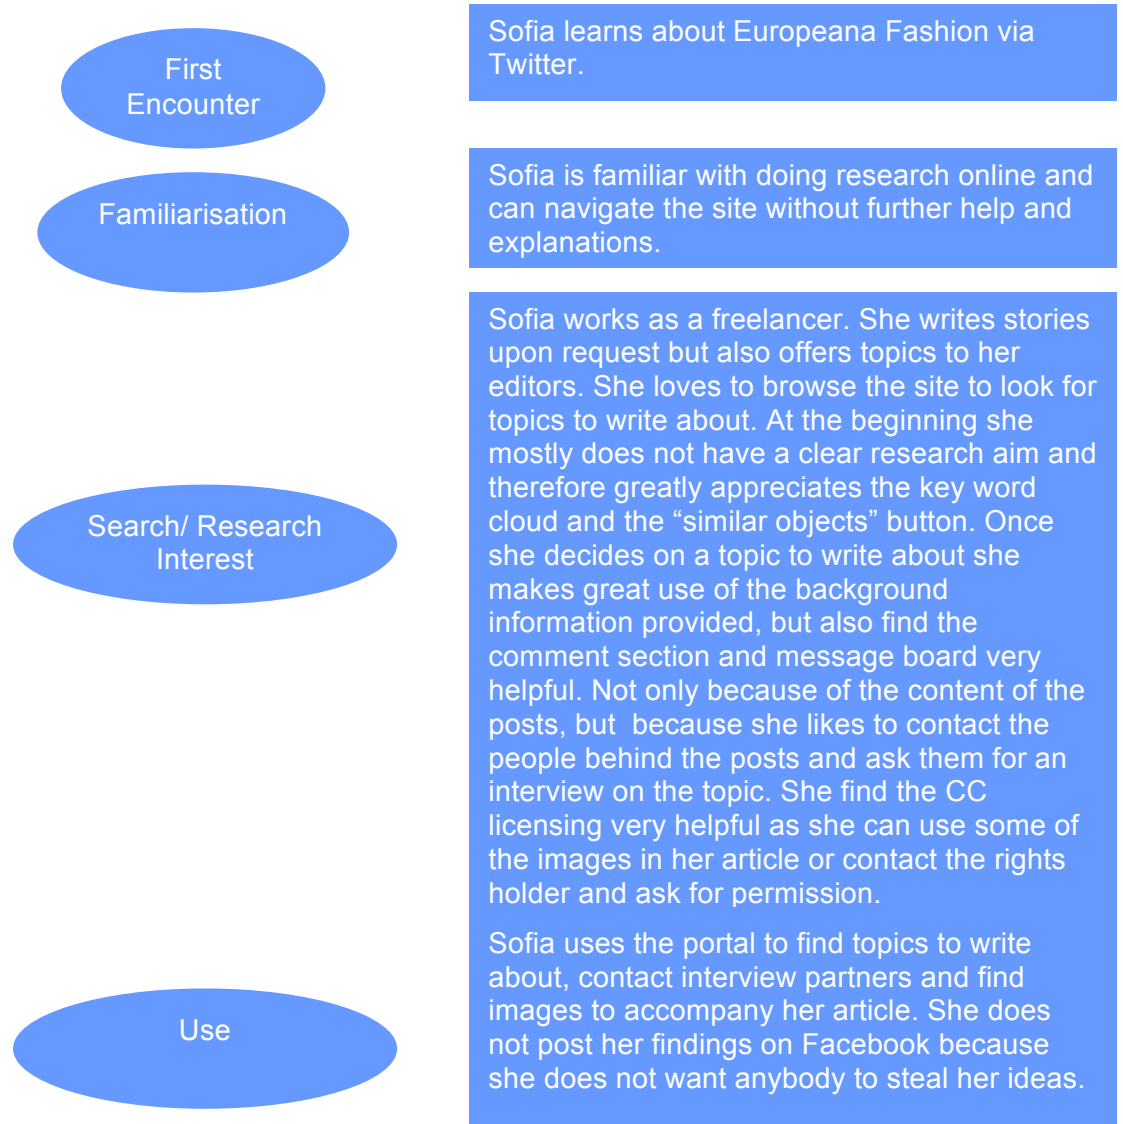 First
Encounter
Sofia learns about Europeana Fashion via
Twitter.
Familiarisation
Sofia is familiar with doing research online and
can navigate the site without further help and
explanations.
Search/ Research
Interest
Sofia works as a freelancer. She writes stories
upon request but also offers topics to her
editors. She loves to browse the site to look for
topics to write about. At the beginning she
mostly does not have a clear research aim and
therefore greatly appreciates the key word
cloud and the “similar objects” button. Once
she decides on a topic to write about she
makes great use of the background
information provided, but also find the
comment section and message board very
helpful. Not only because of the content of the
posts, but  because she likes to contact the
people behind the posts and ask them for an
interview on the topic. She find the CC
licensing very helpful as she can use some of
the images in her article or contact the rights
holder and ask for permission.
Use
Sofia uses the portal to find topics to write
about, contact interview partners and find
images to accompany her article. She does
not post her findings on Facebook because
she does not want anybody to steal her ideas.